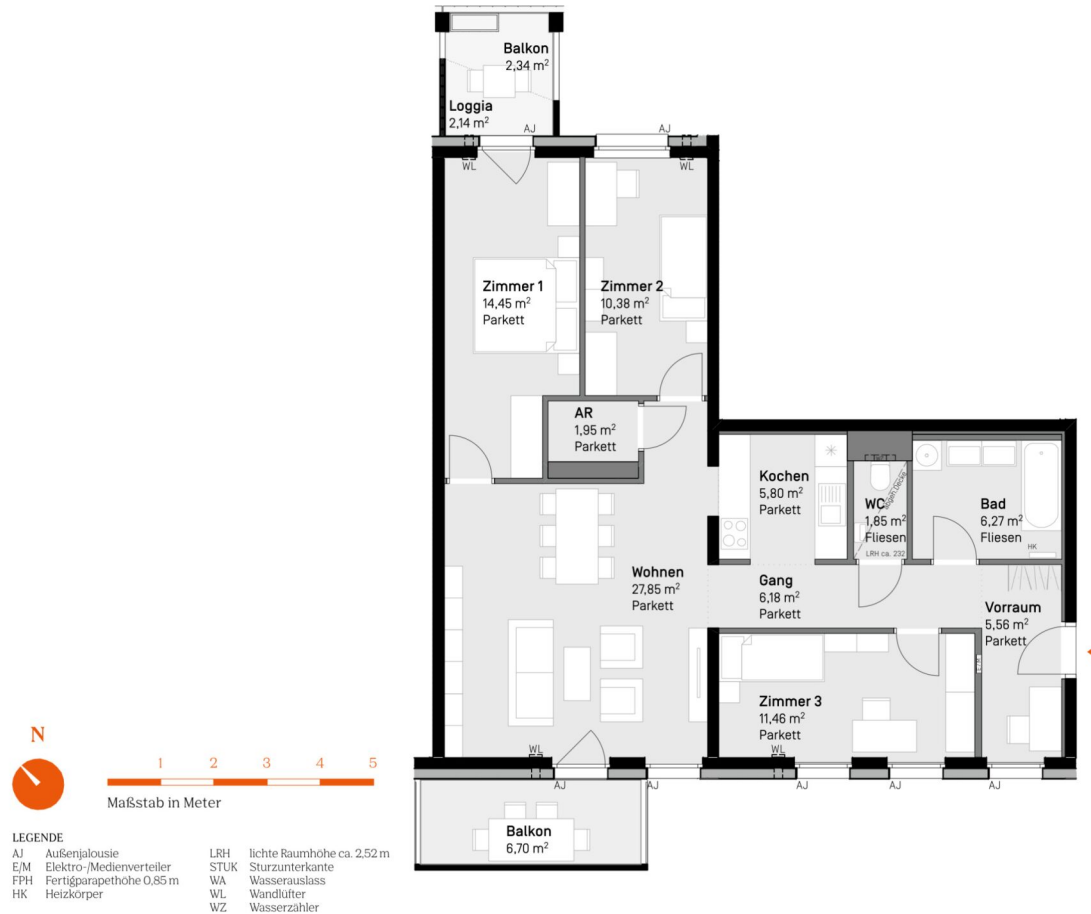 Balkon
2,34 m²
Loggia
2,14 m²
AJ
AJ
WL
WL
Zimmer 1
14,45 m²
Parkett
Zimmer 2
10,38 m²
Parkett
AR
1,95 m²
Parkett
Kochen
5,80 m²
Parkett
WC
1,85 m²
Fliesen
LRH ca. 232
abgeh. Decke
Bad
6,27 m²
Fliesen
HK
Wohnen
27,85 m²
Parkett
Gang
6,18 m²
Parkett
Vorraum
5,56 m²
Parkett
E/M
Zimmer 3
11,46 m²
Parkett
WL
WL
AJ
AJ
AJ
AJ
AJ
Balkon
6,70 m²
N
1 2 3 4 5
Maßstab in Meter
LEGENDE
AJ Außenjalousie
E/M Elektro-/Medienverteiler
FPH Fertigparapethöhe 0,85 m
HK Heizkörper
LRH lichte Raumhöhe ca. 2,52 m
STUK Sturzunterkante
WA Wasserauslass
WL Wandlüfter
WZ Wasserzähler